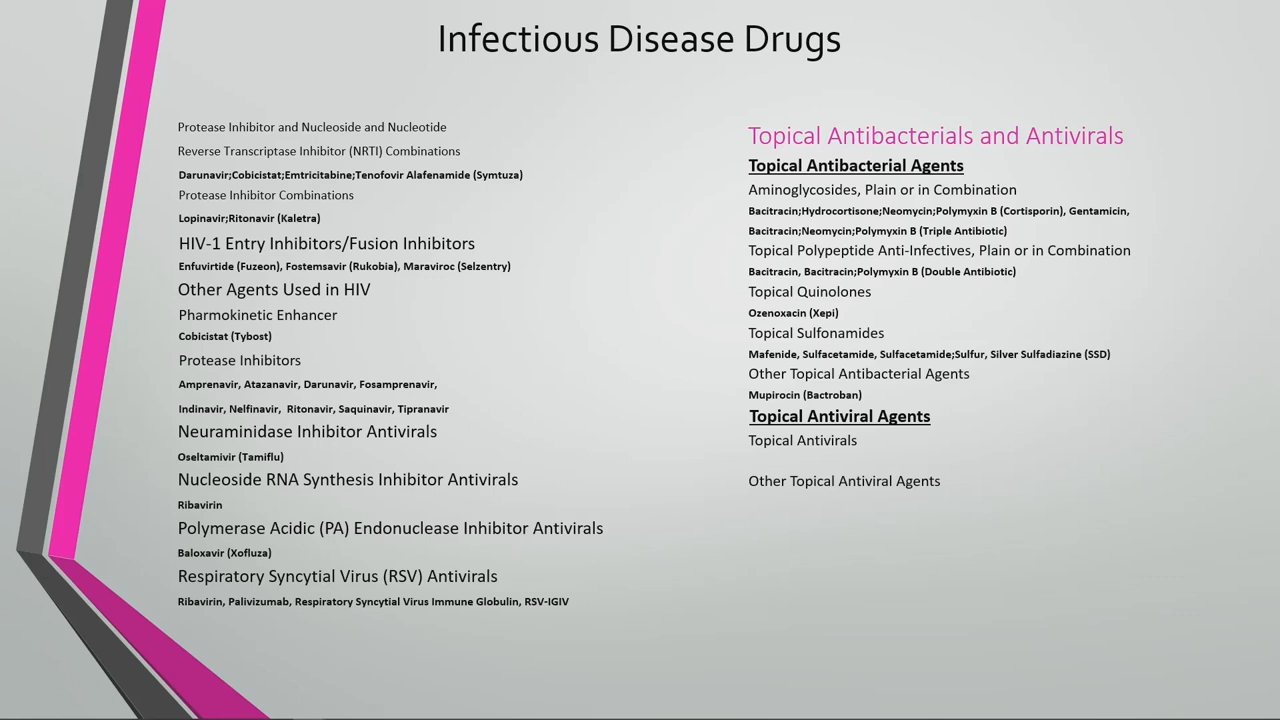 Infectious Disease Drugs
Protease Inhibitor and Nucleoside and Nucleotide
Reverse Transcriptase Inhibitor (NRTI) Combinations
Darunavir;Cobicistat;Emtricitabine;Tenofovir Alafenamide (Symtuza)
Protease Inhibitor Combinations
Lopinavir;Ritonavir (Kaletra)
HIV-1 Entry Inhibitors/Fusion Inhibitors
Enfuvirtide (Fuzeon), Fostemsavir (Rukobia), Maraviroc (Selzentry)
Other Agents Used in HIV
Pharmokinetic Enhancer
Cobicistat (Tybost)
Protease Inhibitors
Amprenavir, Atazanavir, Darunavir, Fosamprenavir,
Indinavir, Nelfinavir, Ritonavir, Saquinavir, Tipranavir
Neuraminidase Inhibitor Antivirals
Oseltamivir (Tamiflu)
Nucleoside RNA Synthesis Inhibitor Antivirals
Ribavirin
Polymerase Acidic (PA) Endonuclease Inhibitor Antivirals
Baloxavir (Xofluza)
Respiratory Syncytial Virus (RSV) Antivirals
Ribavirin, Palivizumab, Respiratory Syncytial Virus Immune Globulin, RSV-IGIV
Topical Antibacterials and Antivirals
Topical Antibacterial Agents
Aminoglycosides, Plain or in Combination
Bacitracin;Hydrocortisone;Neomycin;Polymyxin B (Cortisporin), Gentamicin,
Bacitracin;Neomycin;Polymyxin B (Triple Antibiotic)
Topical Polypeptide Anti-Infectives, Plain or in Combination
Bacitracin, Bacitracin;Polymyxin B (Double Antibiotic)
Topical Quinolones
Ozenoxacin (Xepi)
Topical Sulfonamides
Mafenide, Sulfacetamide, Sulfacetamide;Sulfur, Silver Sulfadiazine (SSD)
Other Topical Antibacterial Agents
Mupirocin (Bactroban)
Topical Antiviral Agents
Topical Antivirals
Other Topical Antiviral Agents